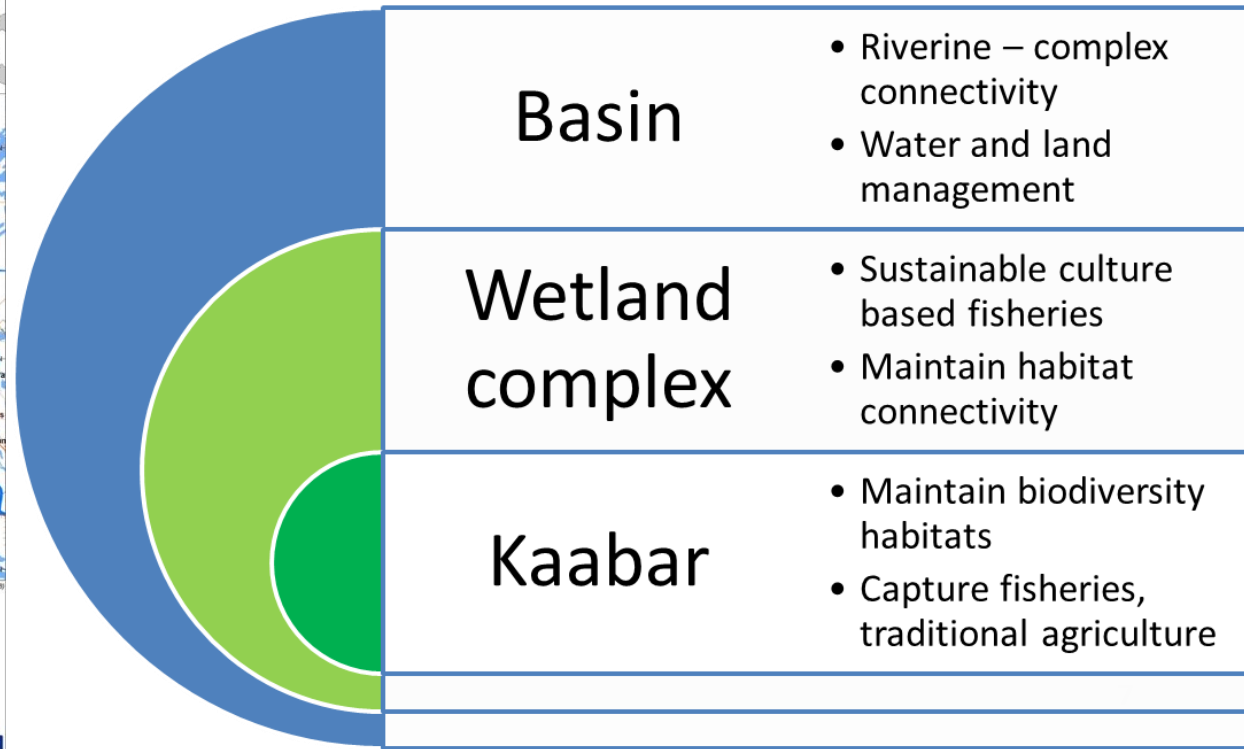 Basin
• Riverine – complex
connectivity
• Water and land
management
Wetland
complex
• Sustainable culture
based fisheries
• Maintain habitat
connectivity
Kaabar
• Maintain biodiversity
habitats
• Capture fisheries,
traditional agriculture